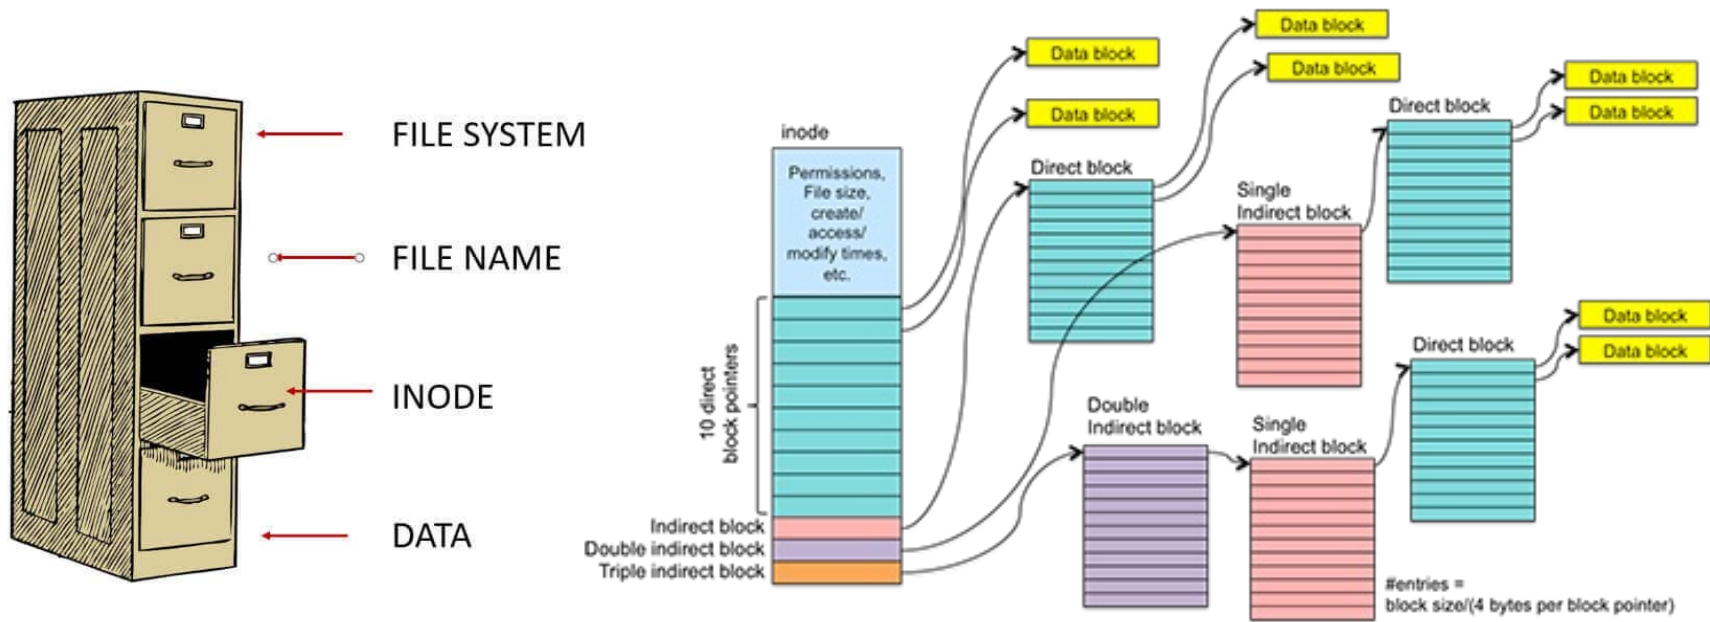 FILE SYSTEM
FILE NAME
INODE
DATA
inode
Permissions,
File size,
create/
access/
modify times,
etc.
10 direct
block pointers
Indirect block
Double indirect block
Triple indirect block
Data block
Data block
Direct block
Data block
Data block
Single
Indirect block
Direct block
Data block
Data block
Double
Indirect block
Single
Indirect block
Direct block
Data block
Data block
#entries =
block size/(4 bytes per block pointer)